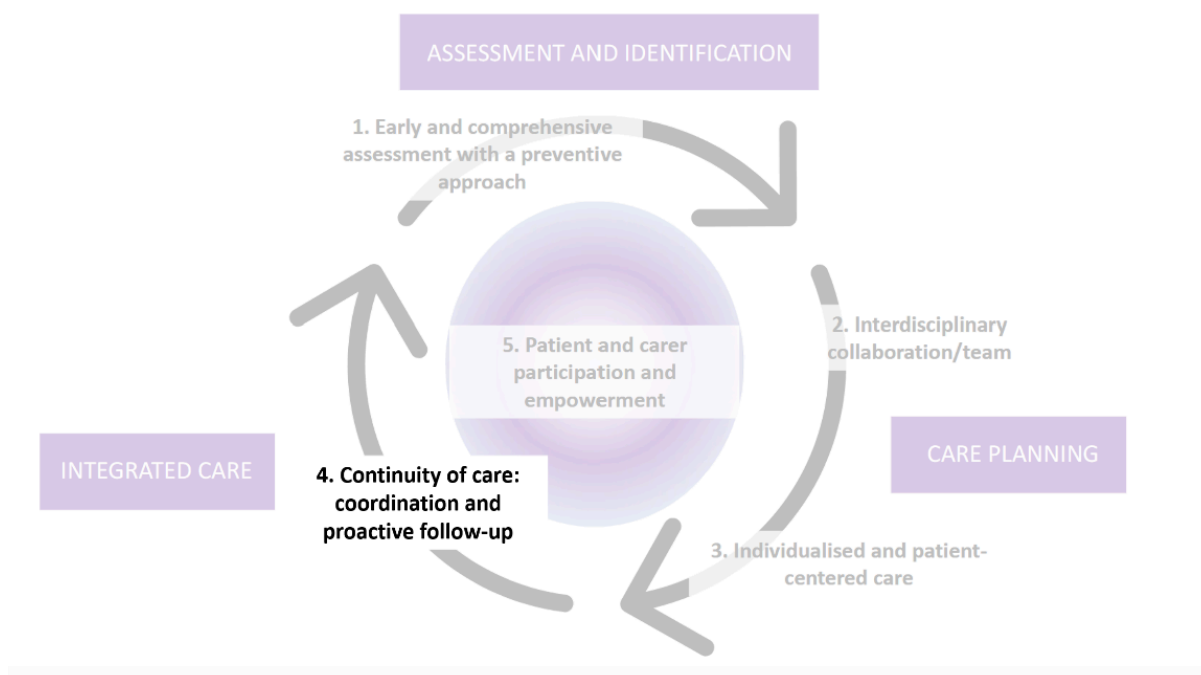 ASSESSMENT AND IDENTIFICATION
1. Early and comprehensive
assessment with a preventive
approach
2. Interdisciplinary
collaboration/team
CARE PLANNING
3. Individualised and patient-
centered care
INTEGRATED CARE
4. Continuity of care:
coordination and
proactive follow-up
5. Patient and carer
participation and
empowerment